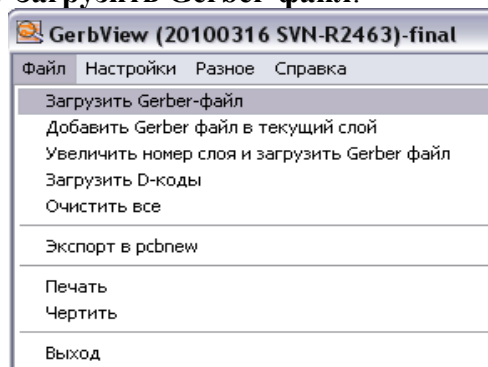 Загрузить Gerber-файл.
GerbView (20100316 SVN-R2463)-final
Файл Настройки Разное Справка
Загрузить Gerber-файл
Добавить Gerber файл в текущий слой
Увеличить номер слоя и загрузить Gerber файл
Загрузить D-коды
Очистить все
Экспорт в pcbnew
Печать
Чертить
Выход